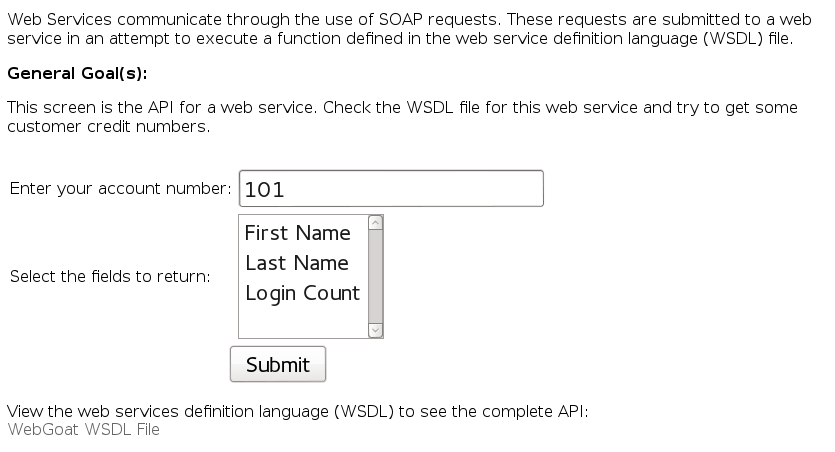 Web Services communicate through the use of SOAP requests. These requests are submitted to a web
service in an attempt to execute a function defined in the web service definition language (WSDL) file.
General Goal(s):
This screen is the API for a web service. Check the WSDL file for this web service and try to get some
customer credit numbers.
Enter your account number: 101
First Name
Last Name
Select the fields to return:
Login Count
Submit
View the web services definition language (WSDL) to see the complete API:
WebGoat WSDL File